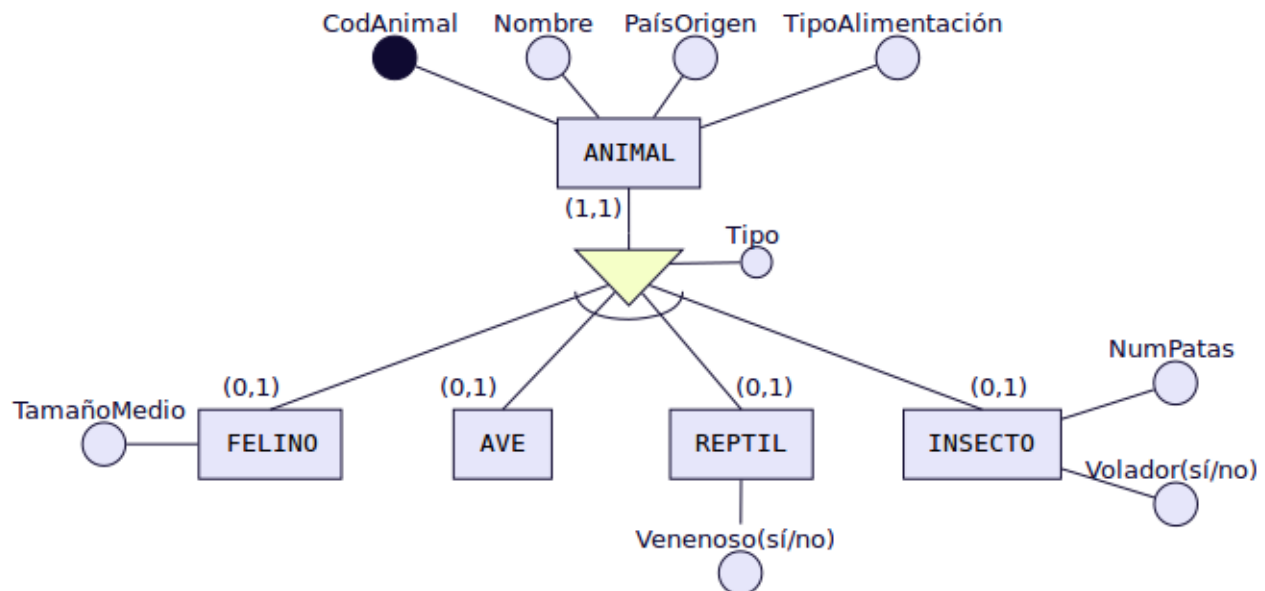 CodAnimal Nombre PaísOrigen TipoAlimentación
ANIMAL
(1,1)
Tipo
NumPatas
(0,1) (0,1) (0,1) (0,1)
TamañoMedio
FELINO AVE REPTIL INSECTO
Volador(sí/no)
Venenoso(sí/no)